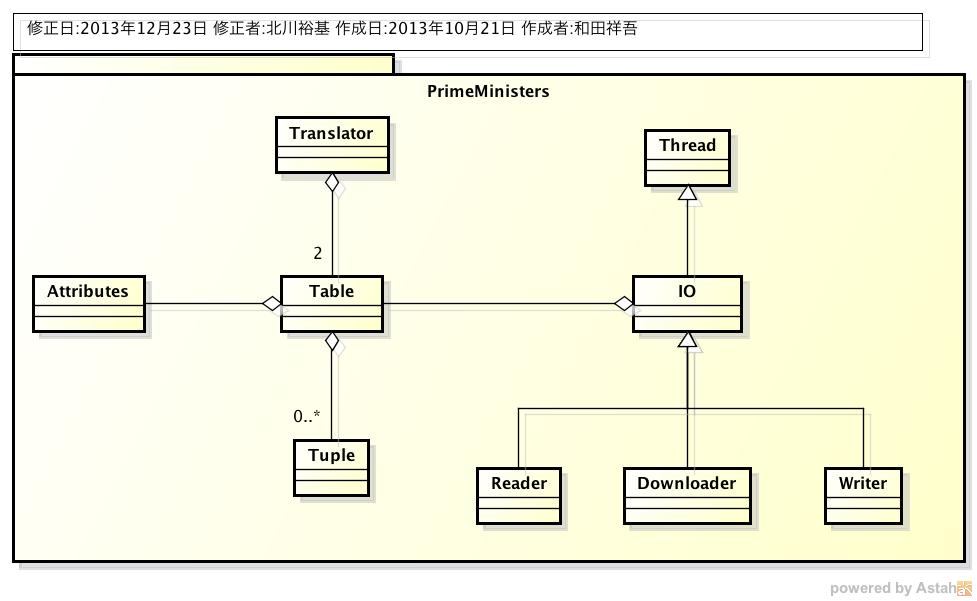 修正日:2013年12月23日 修正者:北川裕基 作成日:2013年10月21日 作成者:和田祥吾
PrimeMinisters
Translator
Thread
2
Attributes
Table
IO
0..*
Tuple
Reader
Downloader
Writer
powered by Astah